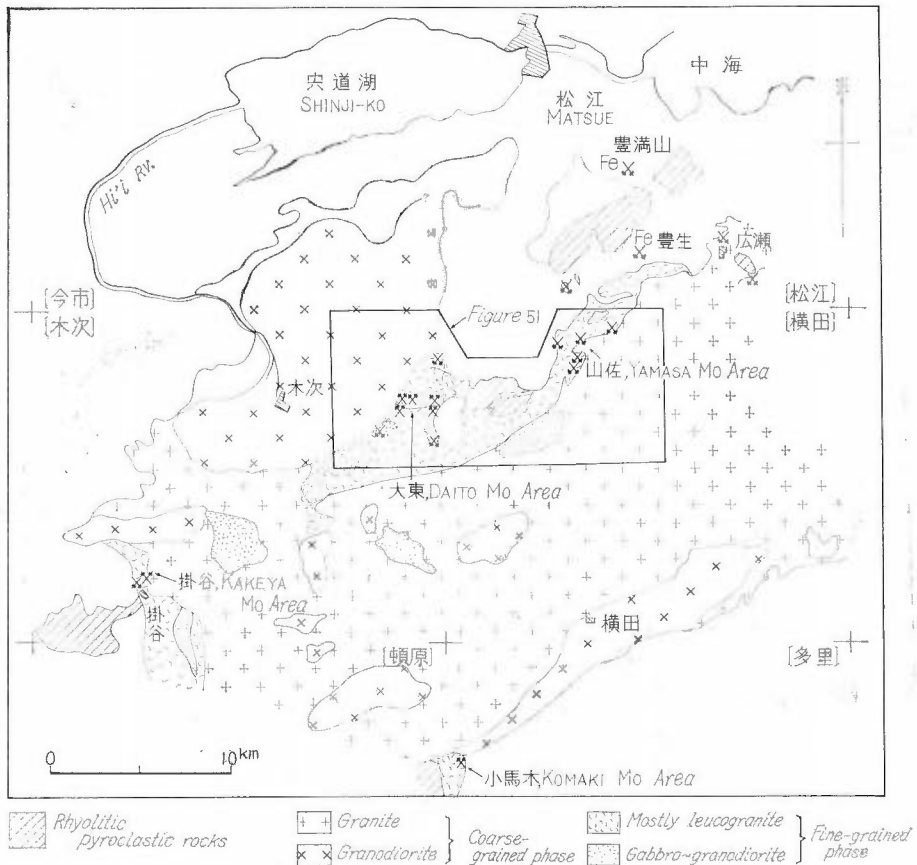 宍道湖
SHINJI-KO
中海
松江
MATSUE
豊満山
Fe
Hi'i RV.
Fe 豊生
広瀬
[今市]
[木次]
[松江]
[横田]
Figure 51
山佐, YAMASA Mo Area
木次
大東, DAITO Mo Area
掛谷, KAKEYA
Mo Area
掛谷
横田
[頓原]
[多里]
0 10 km
小馬木, KOMAKI Mo Area
Rhyolitic
pyroclastic rocks
Granite
Granodiorite
Coarse-
grained phase
Mostly leucogranite
Gabbro~granodiorite
Fine-grained
phase